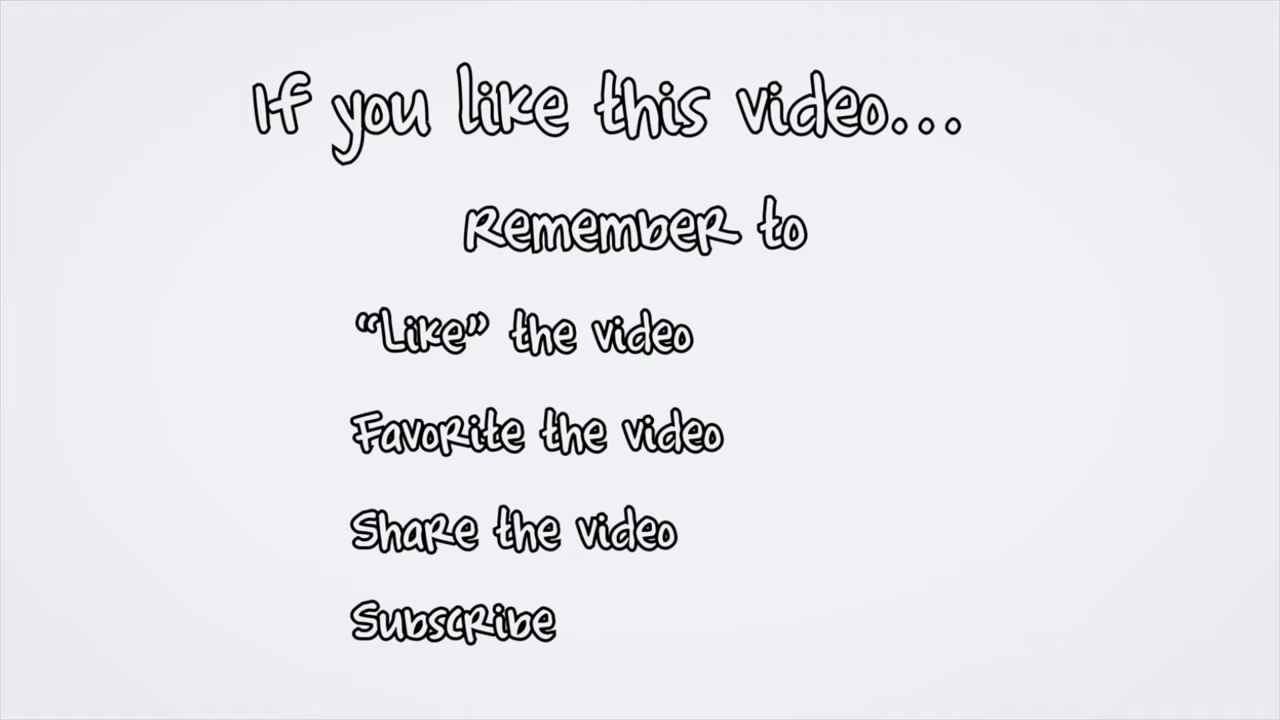 If you like this video...
Remember to
“Like” the video
Favorite the video
Share the video
Subscribe